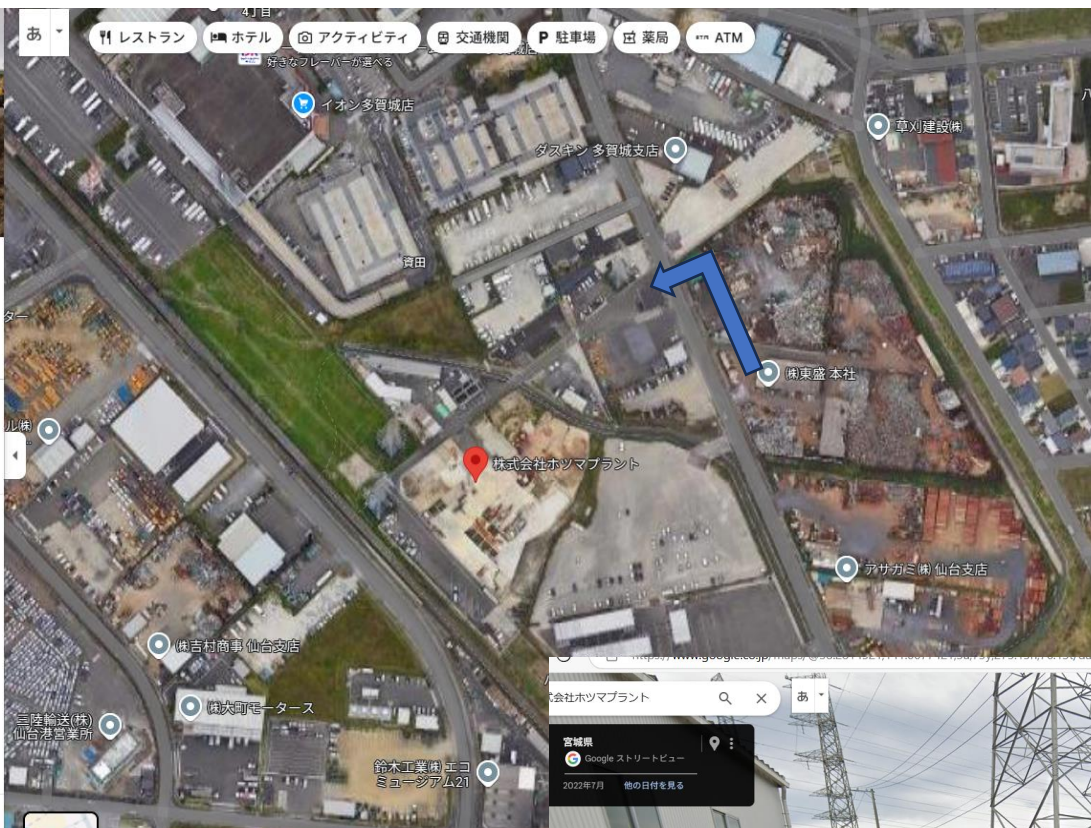 4丁目
あ
レストラン
ホテル
アクティビティ
交通機関
P 駐車場
薬局
ATM ATM
好きなフレーバーが選べる
イオン多賀城店
ダスキン 多賀城支店
草刈建設㈱
八
資田
ター
㈱東盛 本社
ル㈱
株式会社ホツマプラント
アサガミ㈱ 仙台支店
㈱吉村商事 仙台支店
㈱大町モータース
三陸輸送(株)
仙台港営業所
鈴木工業㈱ エコ
ミュージアム21
式会社ホツマプラント
あ
宮城県
Google ストリートビュー
2022年7月 他の日付を見る